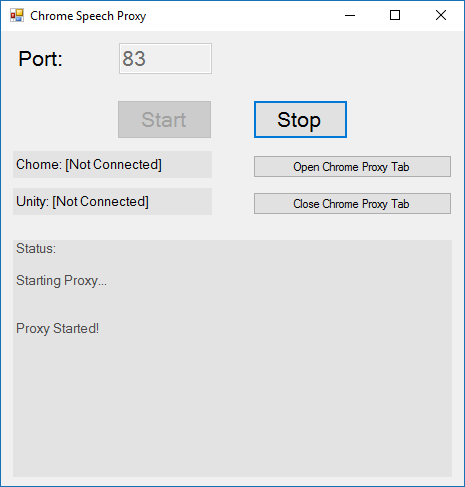 Chrome Speech Proxy
Port: 83
Start Stop
Chome: [Not Connected] Open Chrome Proxy Tab
Unity: [Not Connected] Close Chrome Proxy Tab
Status:
Starting Proxy...
Proxy Started!